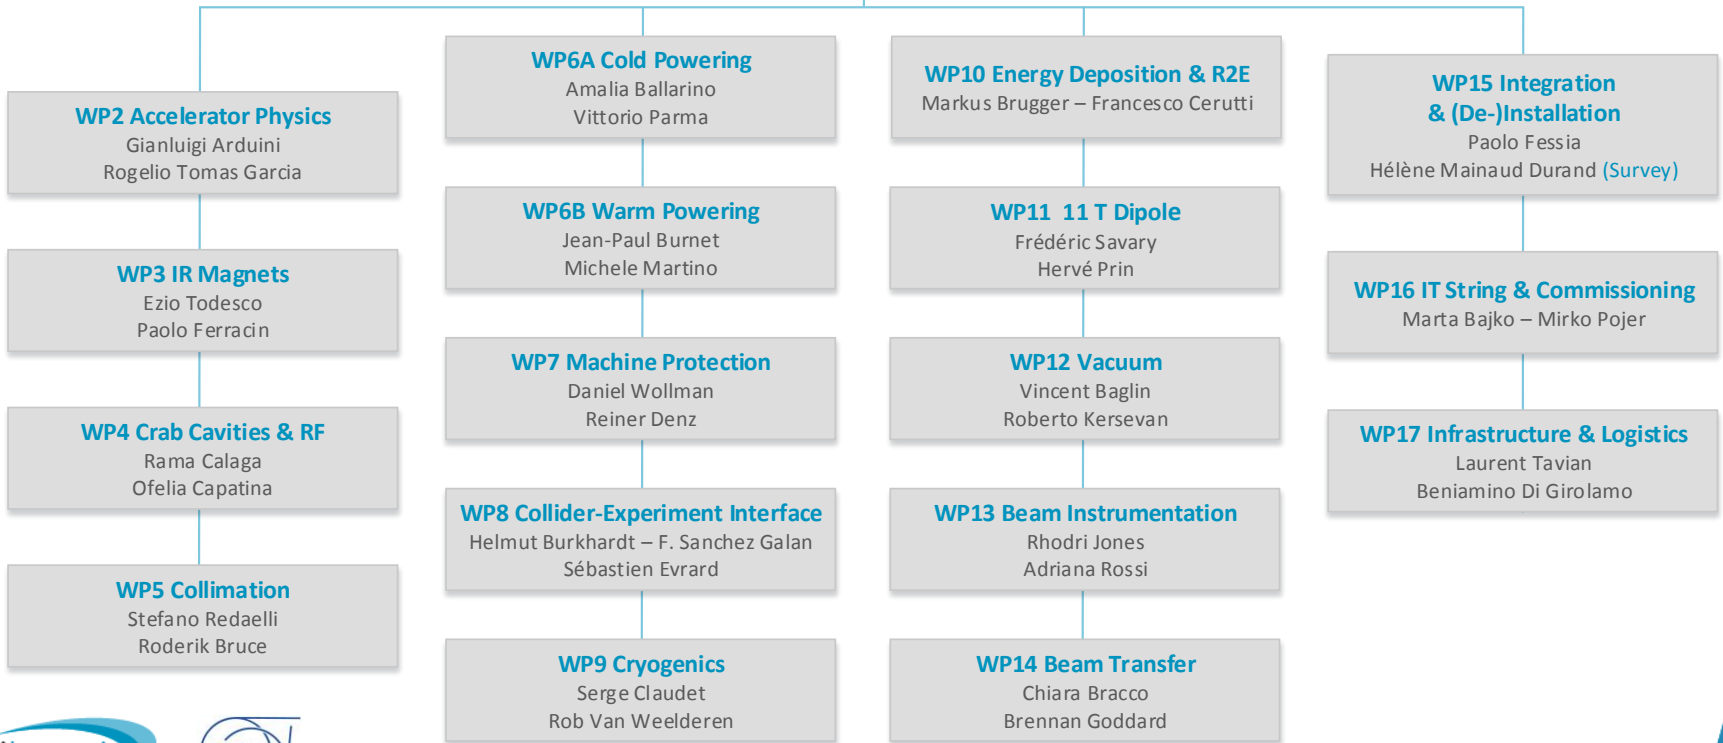 WP2 Accelerator Physics
Gianluigi Arduini
Rogelio Tomas Garcia
WP3 IR Magnets
Ezio Todesco
Paolo Ferracin
WP4 Crab Cavities & RF
Rama Calaga
Ofelia Capatina
WP5 Collimation
Stefano Redaelli
Roderik Bruce
WP6A Cold Powering
Amalia Ballarino
Vittorio Parma
WP6B Warm Powering
Jean-Paul Burnet
Michele Martino
WP7 Machine Protection
Daniel Wollman
Reiner Denz
WP8 Collider-Experiment Interface
Helmut Burkhardt – F. Sanchez Galan
Sébastien Evrard
WP9 Cryogenics
Serge Claudet
Rob Van Weelderen
WP10 Energy Deposition & R2E
Markus Brugger – Francesco Cerutti
WP11 11 T Dipole
Frédéric Savary
Hervé Prin
WP12 Vacuum
Vincent Baglin
Roberto Kersevan
WP13 Beam Instrumentation
Rhodri Jones
Adriana Rossi
WP14 Beam Transfer
Chiara Bracco
Brennan Goddard
WP15 Integration
& (De-)Installation
Paolo Fessia
Hélène Mainaud Durand (Survey)
WP16 IT String & Commissioning
Marta Bajko – Mirko Pojer
WP17 Infrastructure & Logistics
Laurent Tavian
Beniamino Di Girolamo